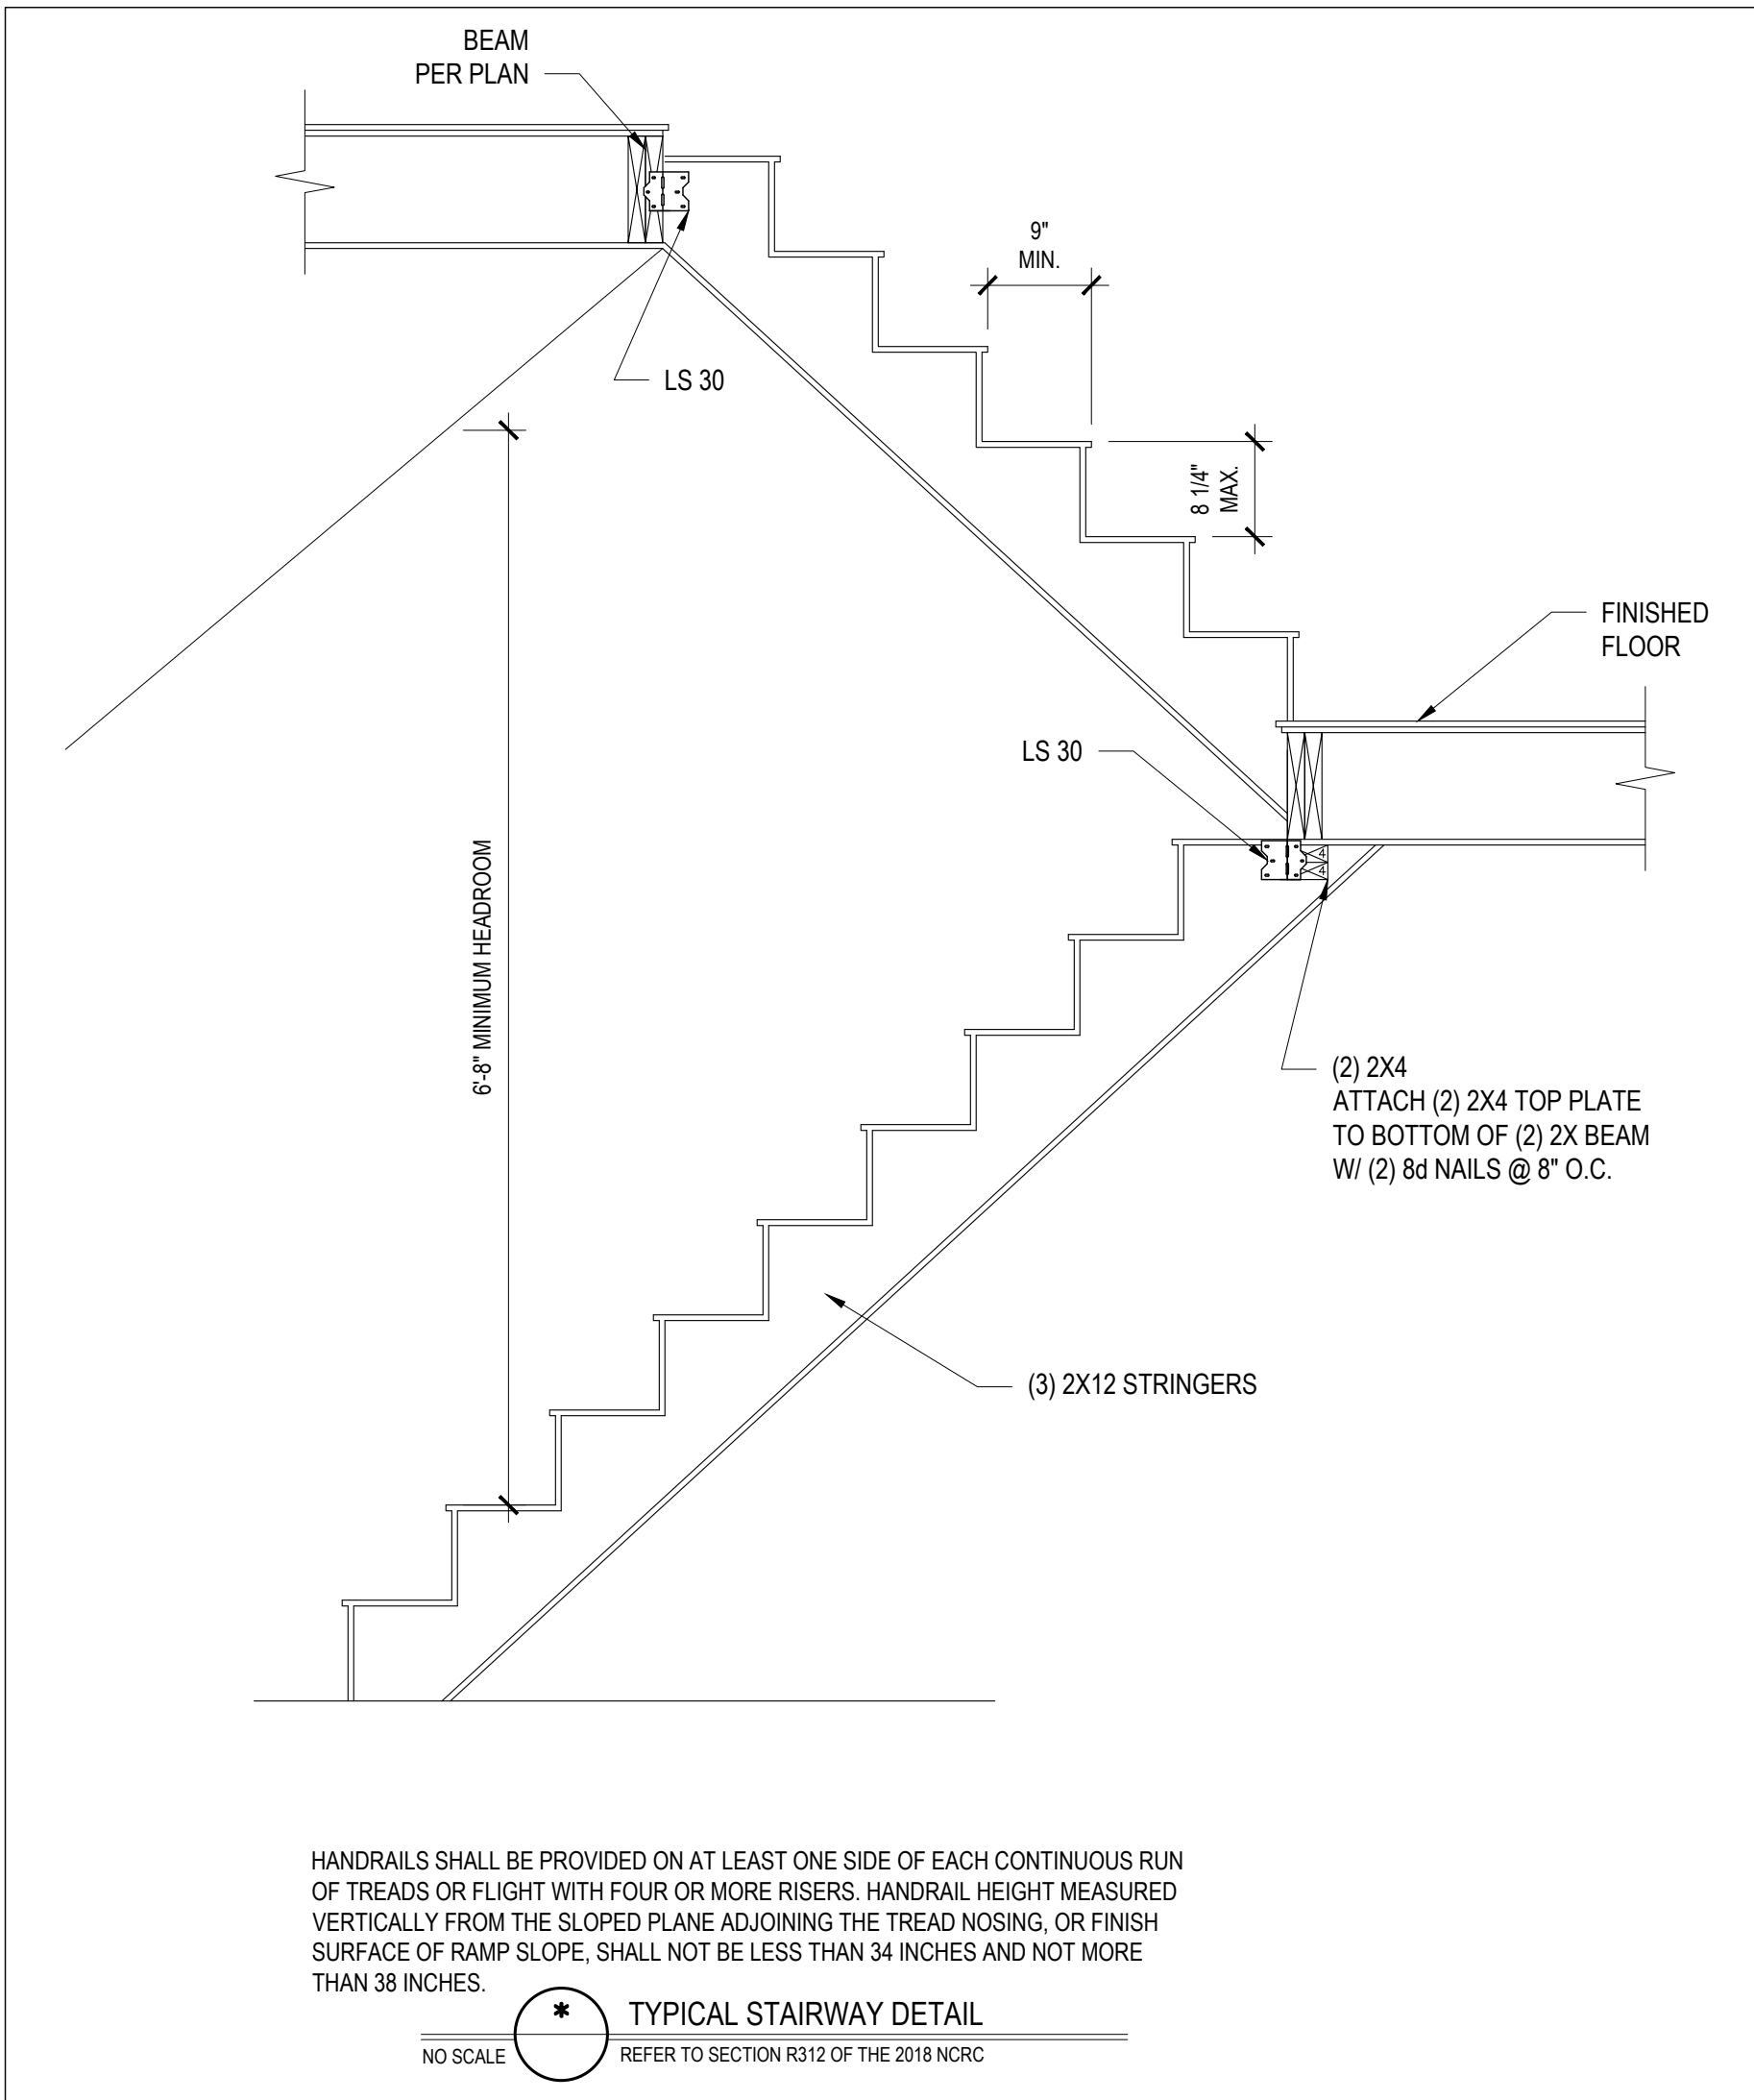 BEAM
PER PLAN
9"
MIN.
LS 30
8 1/4"
MAX.
FINISHED
FLOOR
LS 30
4
4
6'-8" MINIMUM HEADROOM
(2) 2X4
ATTACH (2) 2X4 TOP PLATE
TO BOTTOM OF (2) 2X BEAM
W/ (2) 8d NAILS @ 8" O.C.
(3) 2X12 STRINGERS
HANDRAILS SHALL BE PROVIDED ON AT LEAST ONE SIDE OF EACH CONTINUOUS RUN
OF TREADS OR FLIGHT WITH FOUR OR MORE RISERS. HANDRAIL HEIGHT MEASURED
VERTICALLY FROM THE SLOPED PLANE ADJOINING THE TREAD NOSING, OR FINISH
SURFACE OF RAMP SLOPE, SHALL NOT BE LESS THAN 34 INCHES AND NOT MORE
THAN 38 INCHES.
*
TYPICAL STAIRWAY DETAIL
NO SCALE
REFER TO SECTION R312 OF THE 2018 NCRC